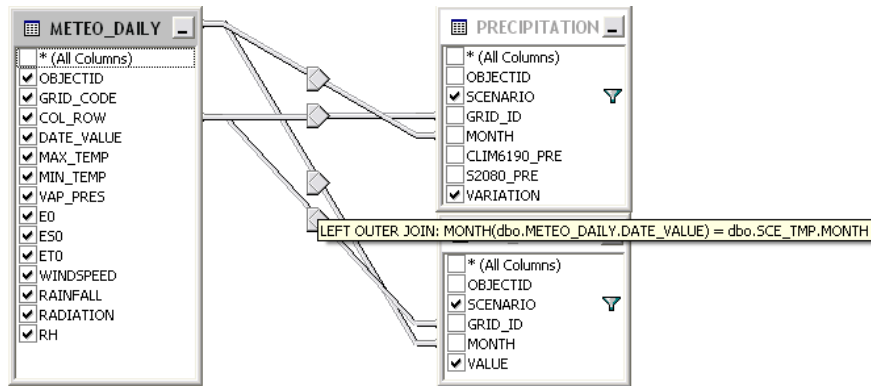 METEO_DAILY
* (All Columns)
OBJECTID
GRID_CODE
COL_ROW
DATE_VALUE
MAX_TEMP
MIN_TEMP
VAP_PRES
E0
ES0
ET0
WINDSPEED
RAINFALL
RADIATION
RH
PRECIPITATION
* (All Columns)
OBJECTID
SCENARIO
GRID_ID
MONTH
CLIM6190_PRE
S2080_PRE
VARIATION
LEFT OUTER JOIN: MONTH(dbo.METEO_DAILY.DATE_VALUE) = dbo.SCE_TMP.MONTH
* (All Columns)
OBJECTID
SCENARIO
GRID_ID
MONTH
VALUE